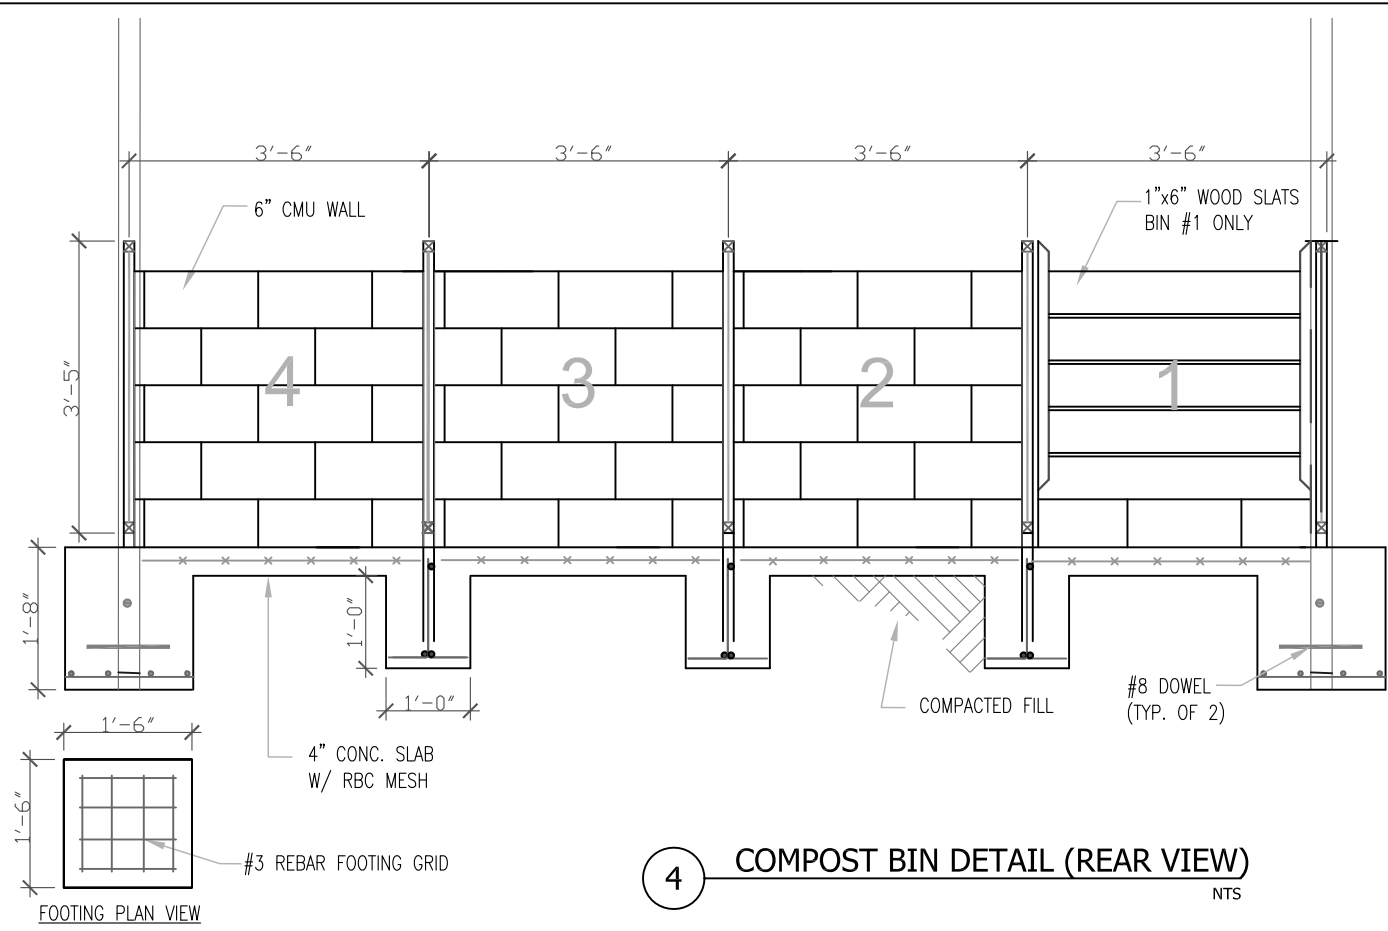 3'-6"
3'-6"
3'-6"
3'-6"
6" CMU WALL
1"x6" WOOD SLATS
BIN #1 ONLY
3'-5"
4
3
2
1
1'-8"
1'-0"
1'-0"
COMPACTED FILL
#8 DOWEL
(TYP. OF 2)
1'-6"
4" CONC. SLAB
W/ RBC MESH
1'-6"
#3 REBAR FOOTING GRID
FOOTING PLAN VIEW
4
COMPOST BIN DETAIL (REAR VIEW)
NTS